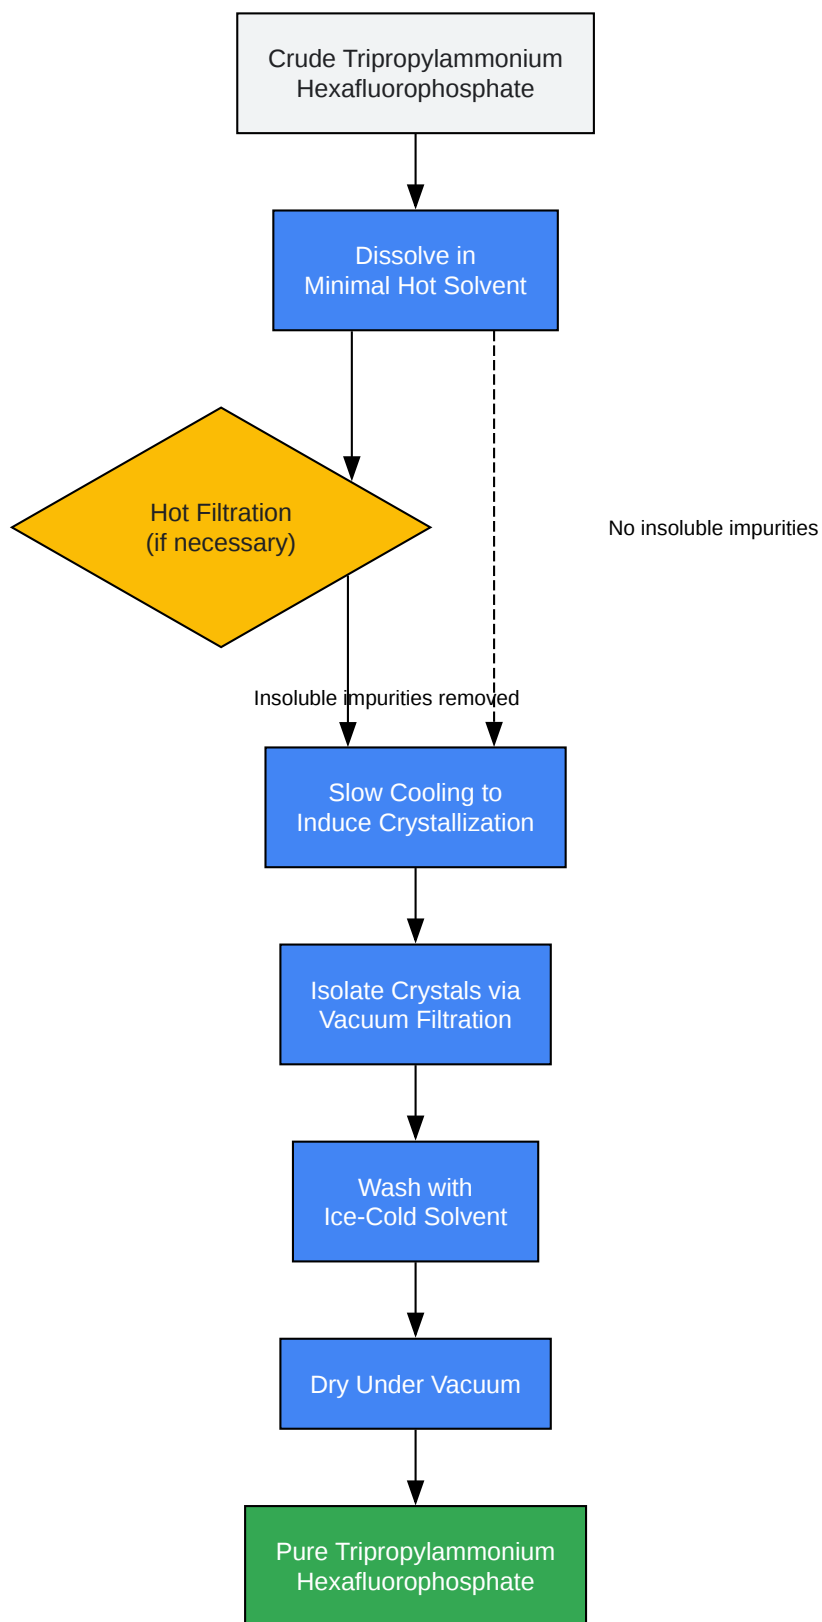 Crude Tripropylammonium
Hexafluorophosphate
Dissolve in
Minimal Hot Solvent
Hot Filtration
(if necessary)
No insoluble impurities
Insoluble impurities removed
Slow Cooling to
Induce Crystallization
Isolate Crystals via
Vacuum Filtration
Wash with
Ice-Cold Solvent
Dry Under Vacuum
Pure Tripropylammonium
Hexafluorophosphate